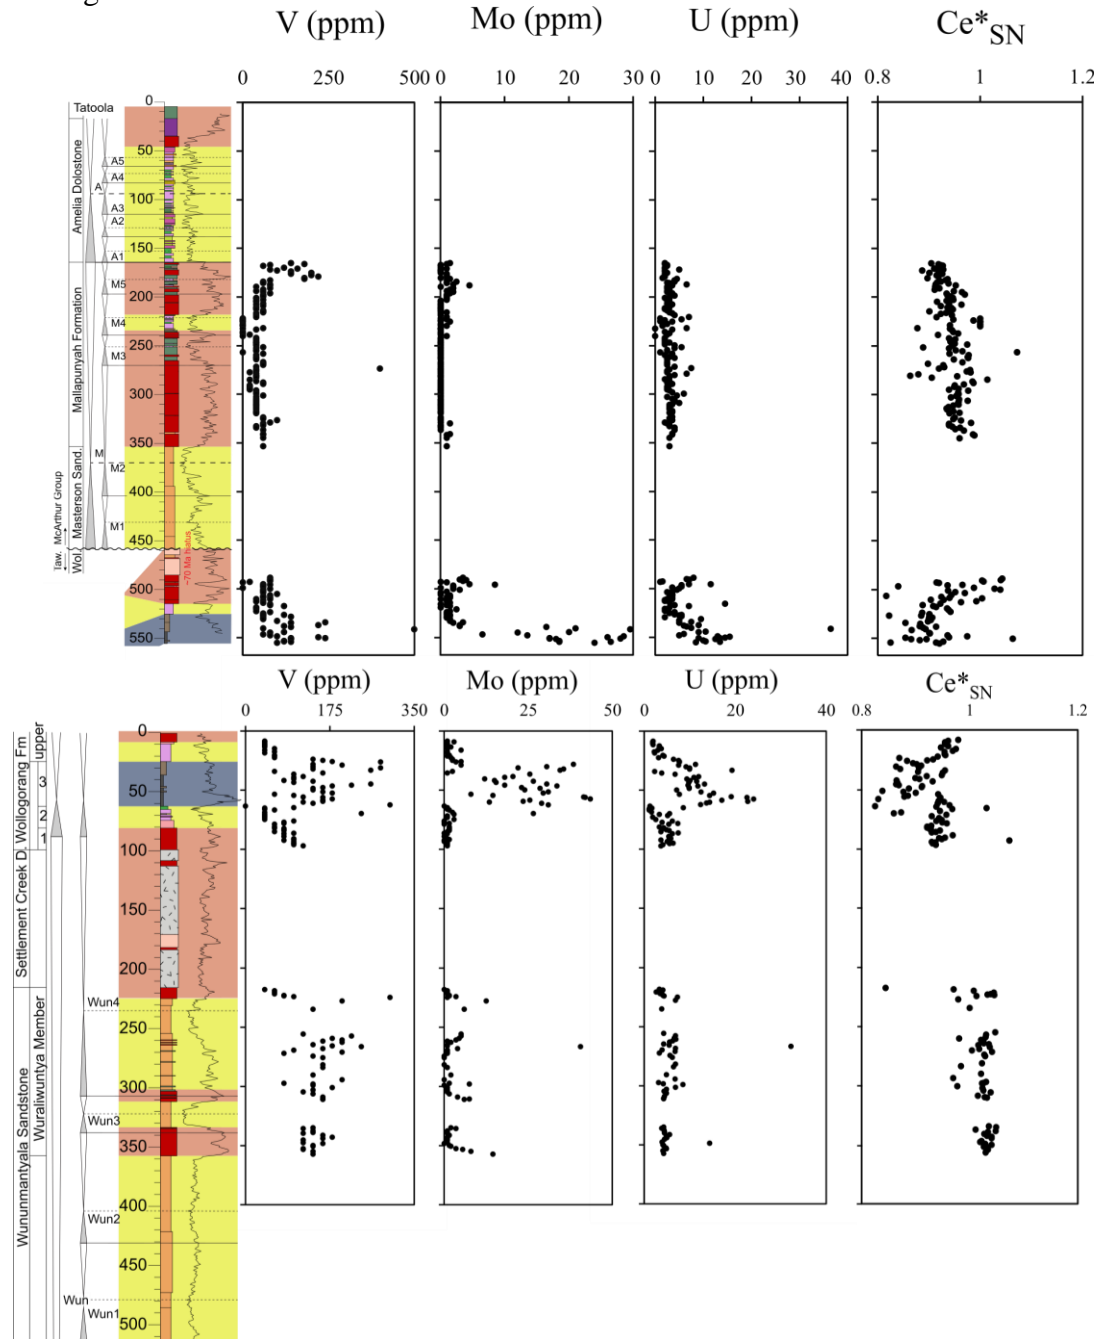 V (ppm) Mo (ppm) U (ppm) Ce*SN
0 250 500 0 10 20 30 0 10 20 30 40 0.8 1 1.2
Tatoola
Amelia Dolostone
Mallapunyah Formation
Masterson Sand.
Wol.
McArthur Group
Taw.
0
50
100
150
200
250
300
350
400
450
500
550
A5
A4
A
A3
A2
A1
M5
M4
M3
M
M2
M1
~70 Ma hiatus
V (ppm) Mo (ppm) U (ppm) Ce*SN
0 175 350 0 25 50 0 20 40 0.8 1 1.2
upper
3
2
1
Wollogorang Fm
Settlement Creek D.
Wuraliwuntya Member
Wununmantyala Sandstone
0
50
100
150
200
250
300
350
400
450
500
Wun4
Wun3
Wun2
Wun
Wun1